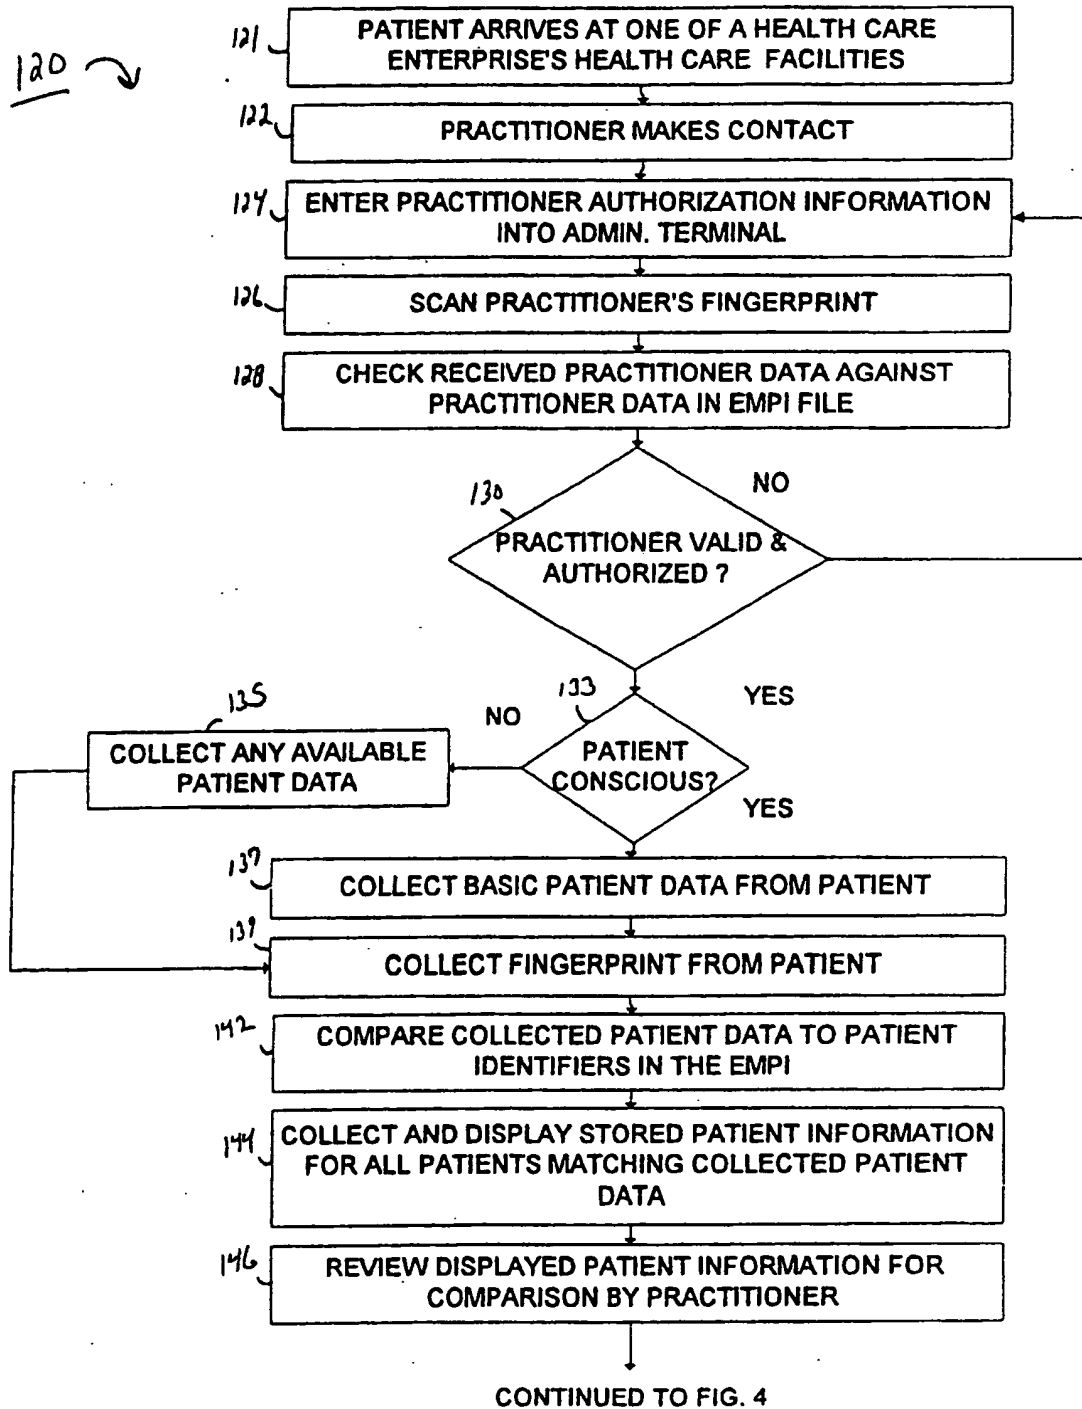 120
121
PATIENT ARRIVES AT ONE OF A HEALTH CARE
ENTERPRISE'S HEALTH CARE FACILITIES
122
PRACTITIONER MAKES CONTACT
124
ENTER PRACTITIONER AUTHORIZATION INFORMATION
INTO ADMIN. TERMINAL
126
SCAN PRACTITIONER'S FINGERPRINT
128
CHECK RECEIVED PRACTITIONER DATA AGAINST
PRACTITIONER DATA IN EMPI FILE
130
NO
PRACTITIONER VALID &
AUTHORIZED ?
133
YES
135
NO
COLLECT ANY AVAILABLE
PATIENT DATA
PATIENT
CONSCIOUS?
YES
137
COLLECT BASIC PATIENT DATA FROM PATIENT
139
COLLECT FINGERPRINT FROM PATIENT
142
COMPARE COLLECTED PATIENT DATA TO PATIENT
IDENTIFIERS IN THE EMPI
144
COLLECT AND DISPLAY STORED PATIENT INFORMATION
FOR ALL PATIENTS MATCHING COLLECTED PATIENT
DATA
146
REVIEW DISPLAYED PATIENT INFORMATION FOR
COMPARISON BY PRACTITIONER
CONTINUED TO FIG. 4